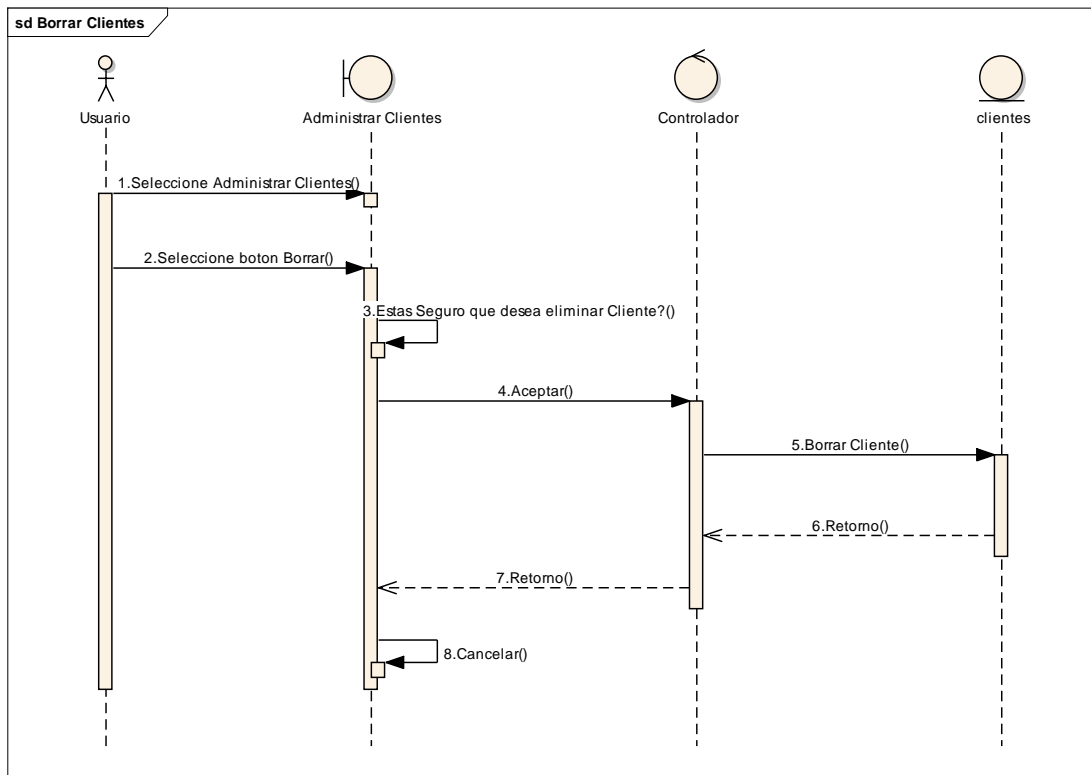 sd Borrar Clientes
Usuario
Administrar Clientes
Controlador
clientes
1.Seleccione Administrar Clientes()
2.Seleccione boton Borrar()
3.Estas Seguro que desea eliminar Cliente?()
4.Aceptar()
5.Borrar Cliente()
6.Retorno()
7.Retorno()
8.Cancelar()